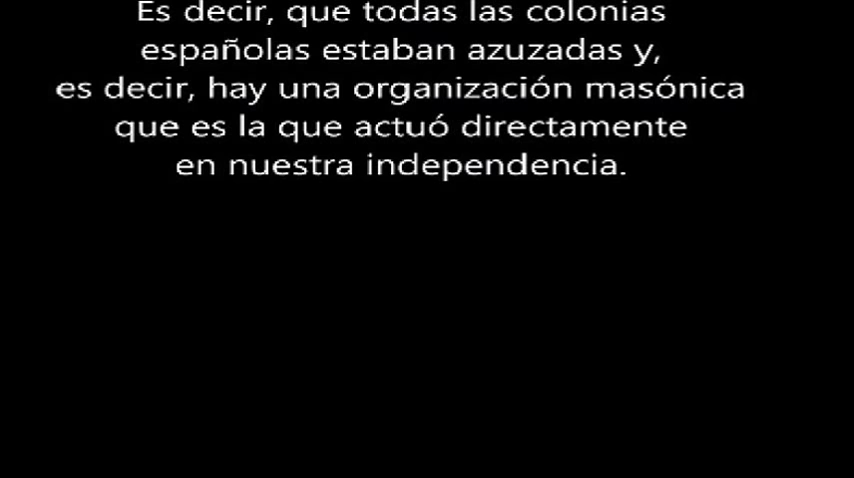 Es decir, que todas las colonias
españolas estaban azuzadas y,
es decir, hay una organización masónica
que es la que actuó directamente
en nuestra independencia.